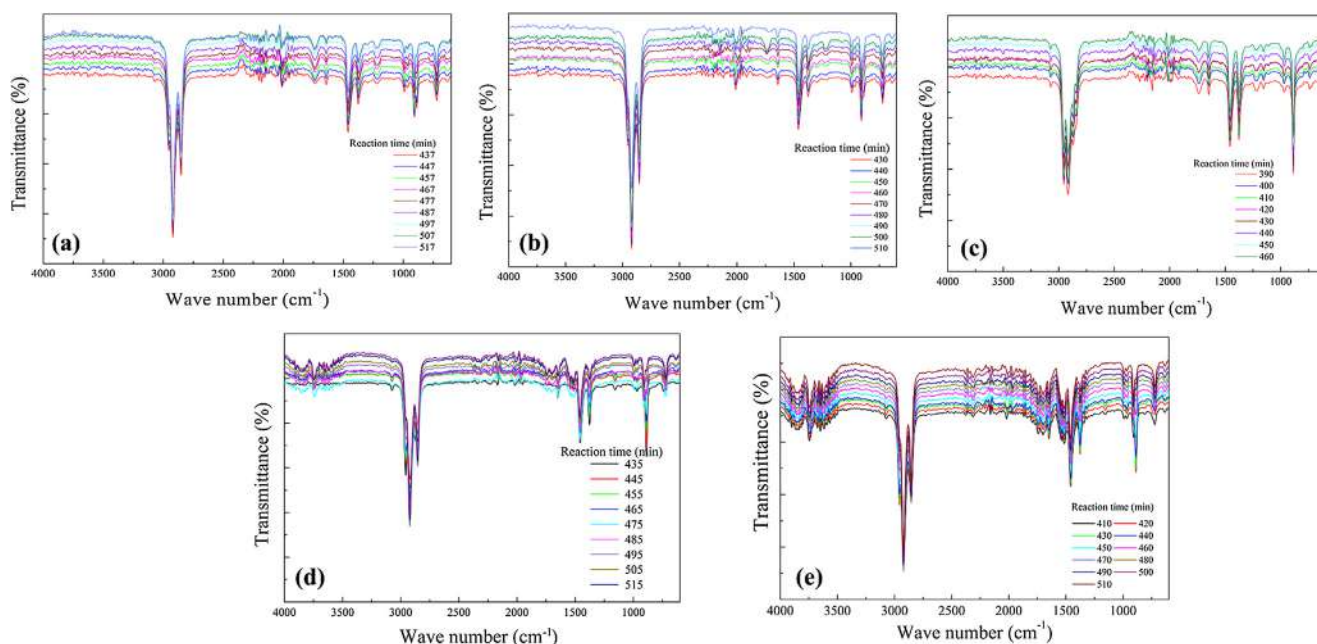 Transmittance (%)
Reaction time (min)
437
447
457
467
477
487
497
507
517
(a)
4000 3500 3000 2500 2000 1500 1000
Wave number (cm⁻¹)
Transmittance (%)
Reaction time (min)
430
440
450
460
470
480
490
500
510
(b)
4000 3500 3000 2500 2000 1500 1000
Wave number (cm⁻¹)
Transmittance (%)
Reaction time (min)
390
400
410
420
430
440
450
460
(c)
4000 3500 3000 2500 2000 1500 1000
Wave number (cm⁻¹)
Transmittance (%)
Reaction time (min)
435
445
455
465
475
485
495
505
515
(d)
4000 3500 3000 2500 2000 1500 1000
Wave number (cm⁻¹)
Transmittance (%)
Reaction time (min)
410 420
430 440
450 460
470 480
490 500
510
(e)
4000 3500 3000 2500 2000 1500 1000
Wave number (cm⁻¹)